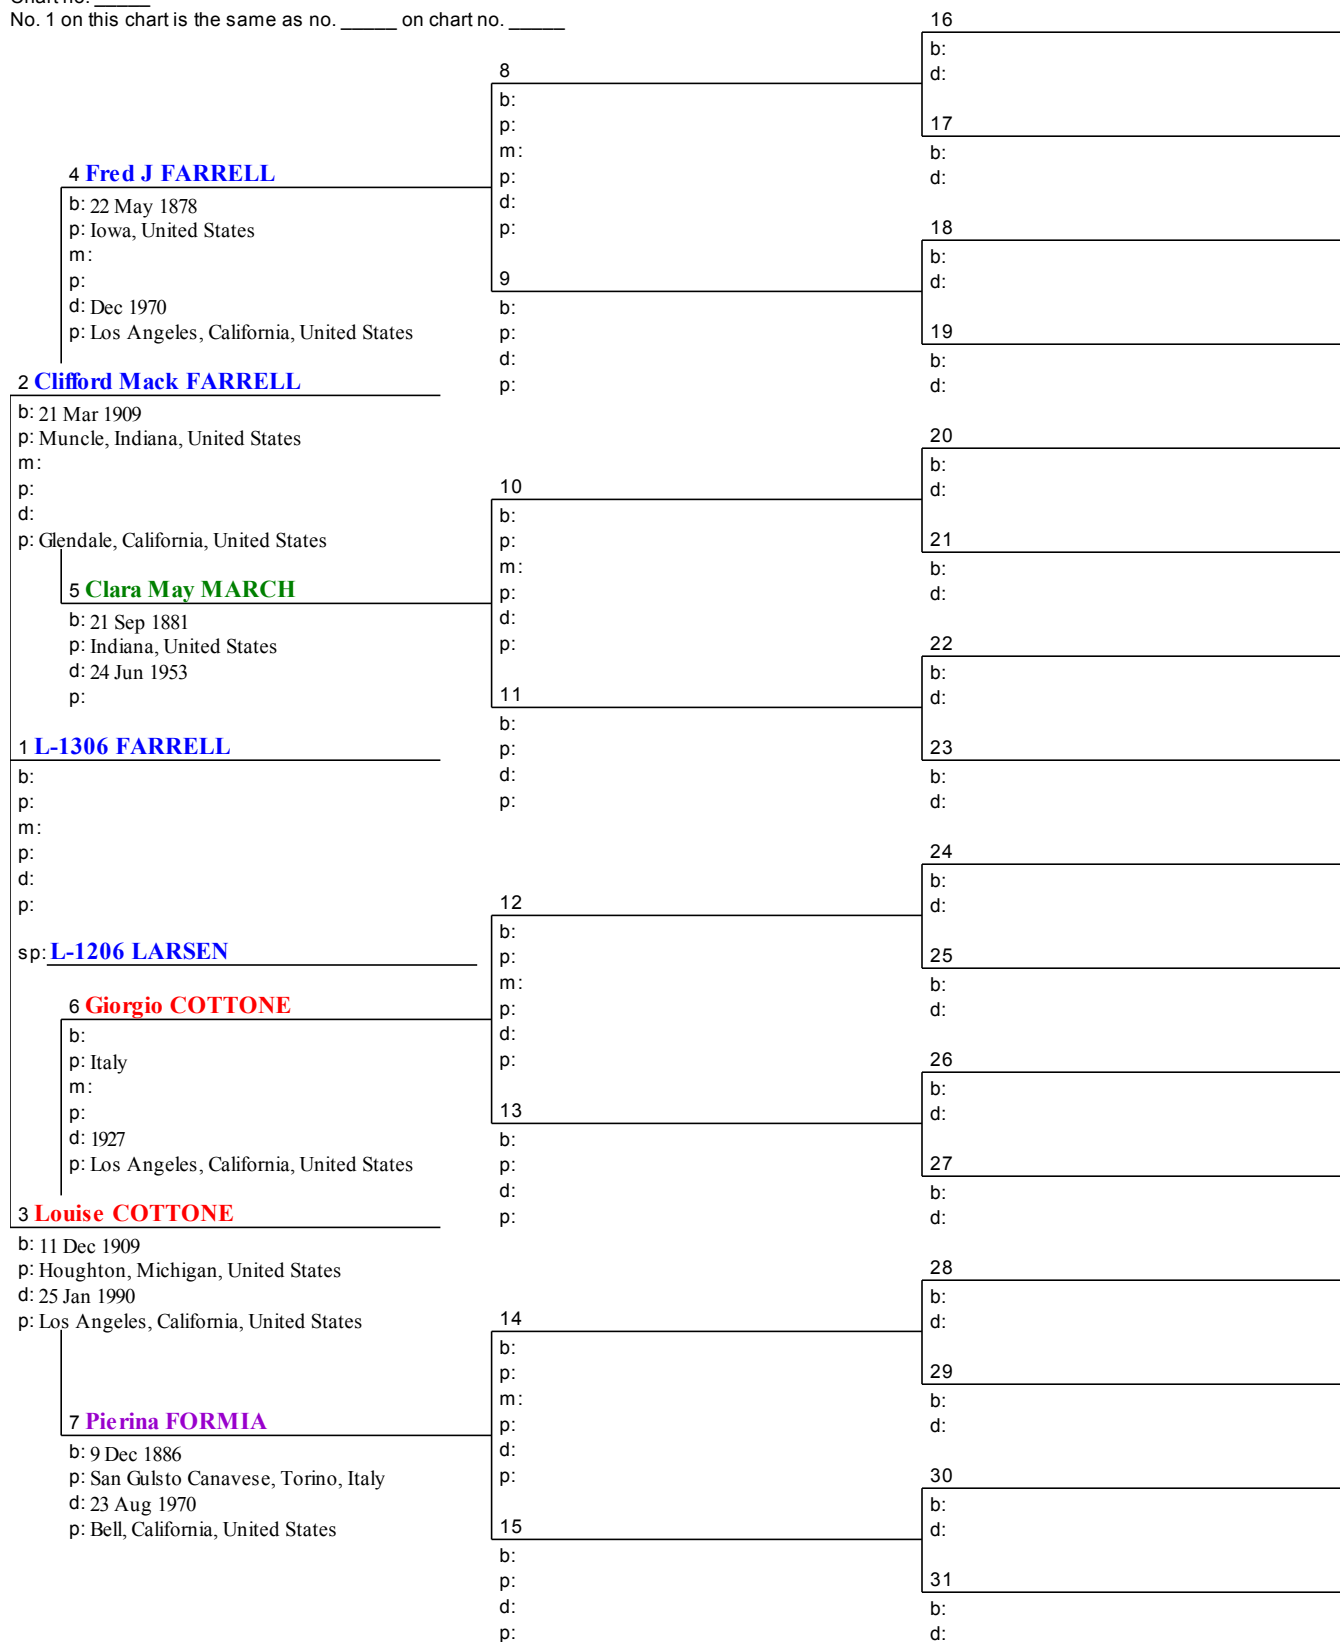 Chart no. _____
No. 1 on this chart is the same as no. _____ on chart no. _____
16
b:
d:
8
b:
p:
m:
p:
d:
p:
17
b:
d:
4 Fred J FARRELL
b: 22 May 1878
p: Iowa, United States
m:
p:
d: Dec 1970
p: Los Angeles, California, United States
18
b:
d:
9
b:
p:
d:
p:
19
b:
d:
2 Clifford Mack FARRELL
b: 21 Mar 1909
p: Muncle, Indiana, United States
m:
p:
d:
p: Glendale, California, United States
20
b:
d:
10
b:
p:
m:
p:
d:
p:
21
b:
d:
5 Clara May MARCH
b: 21 Sep 1881
p: Indiana, United States
d: 24 Jun 1953
p:
22
b:
d:
11
b:
p:
d:
p:
23
b:
d:
1 L-1306 FARRELL
b:
p:
m:
p:
d:
p:
sp: L-1206 LARSEN
24
b:
d:
12
b:
p:
m:
p:
d:
p:
25
b:
d:
6 Giorgio COTTONE
b:
p: Italy
m:
p:
d: 1927
p: Los Angeles, California, United States
26
b:
d:
13
b:
p:
d:
p:
27
b:
d:
3 Louise COTTONE
b: 11 Dec 1909
p: Houghton, Michigan, United States
d: 25 Jan 1990
p: Los Angeles, California, United States
28
b:
d:
14
b:
p:
m:
p:
d:
p:
29
b:
d:
7 Pierina FORMIA
b: 9 Dec 1886
p: San Gulsto Canavese, Torino, Italy
d: 23 Aug 1970
p: Bell, California, United States
30
b:
d:
15
b:
p:
d:
p:
31
b:
d: